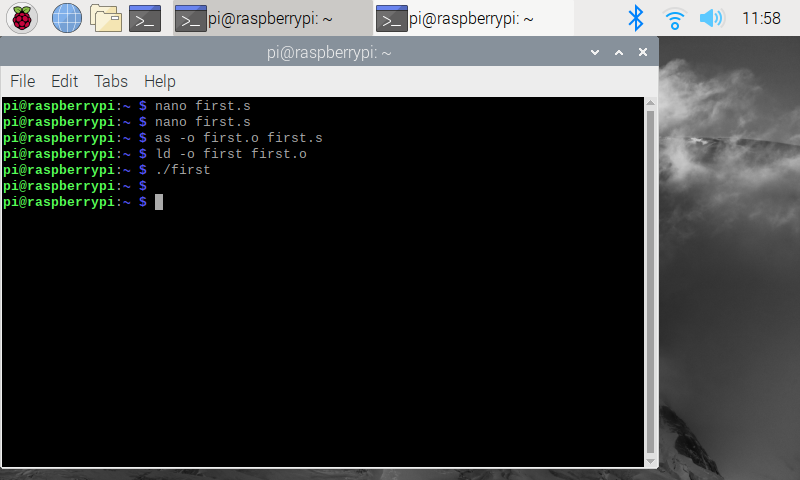 pi@raspberrypi: ~ pi@raspberrypi: ~ 11:58
pi@raspberrypi: ~
File Edit Tabs Help
pi@raspberrypi:~ $ nano first.s
pi@raspberrypi:~ $ nano first.s
pi@raspberrypi:~ $ as -o first.o first.s
pi@raspberrypi:~ $ ld -o first first.o
pi@raspberrypi:~ $ ./first
pi@raspberrypi:~ $
pi@raspberrypi:~ $